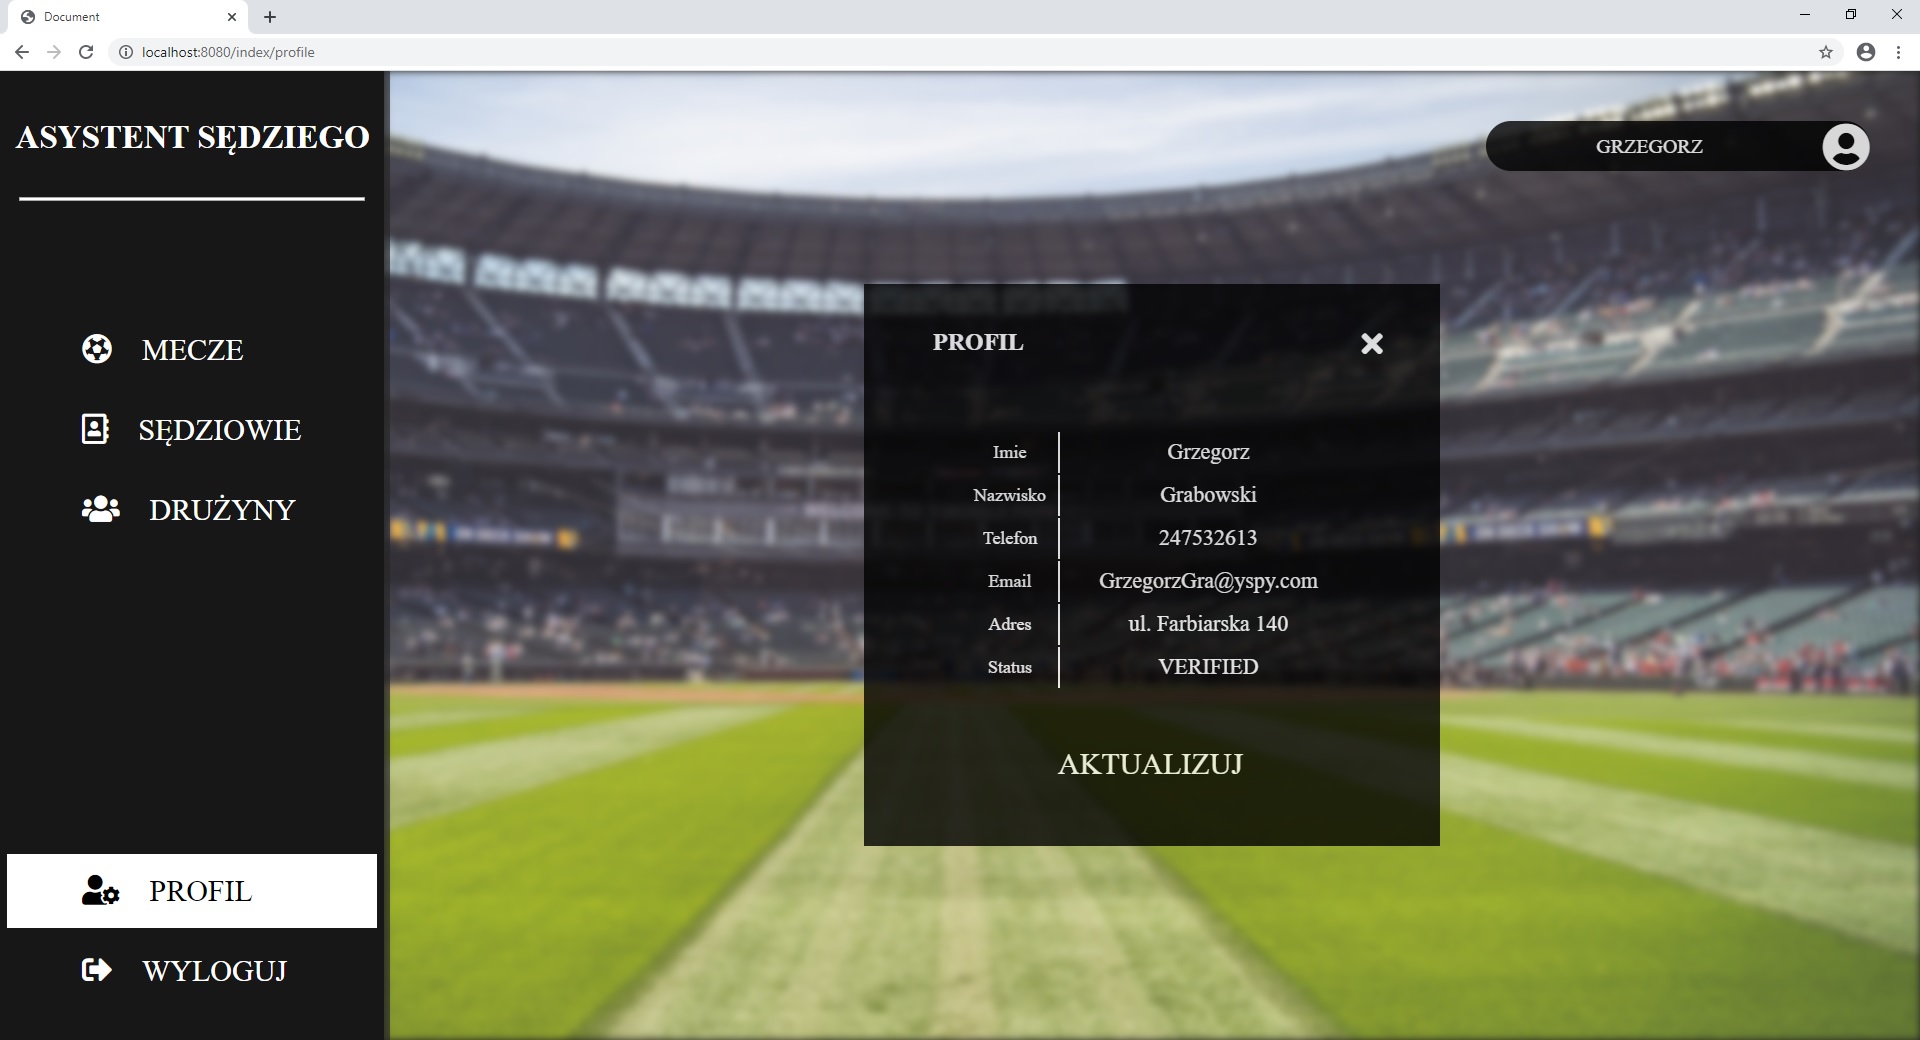 Document
localhost:8080/index/profile
ASYSTENT SĘDZIEGO
GRZEGORZ
MECZE
SĘDZIOWIE
DRUŻYNY
PROFIL
WYLOGUJ
PROFIL
Imie Grzegorz
Nazwisko Grabowski
Telefon 247532613
Email GrzegorzGra@yspy.com
Adres ul. Farbiarska 140
Status VERIFIED
AKTUALIZUJ